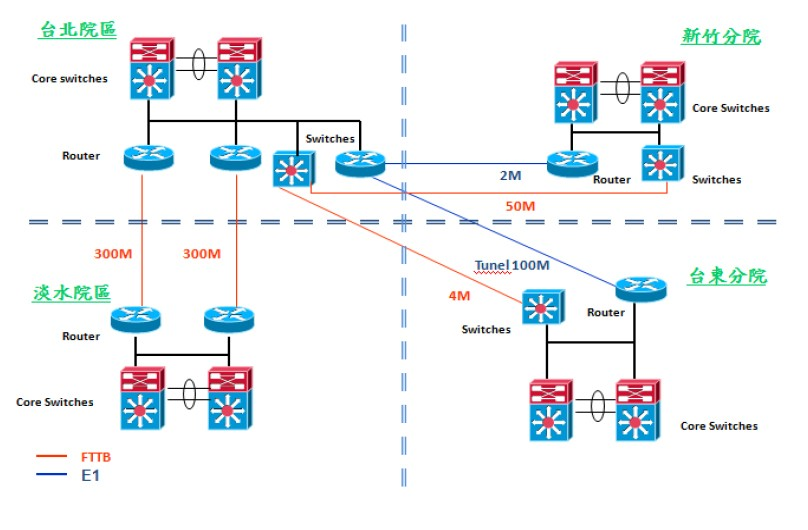 台北院區
新竹分院
Core switches
Core Switches
Switches
Router
2M
Router
Switches
50M
300M
300M
Tunel 100M
台東分院
淡水院區
4M
Router
Switches
Router
Core Switches
Core Switches
FTTB
E1